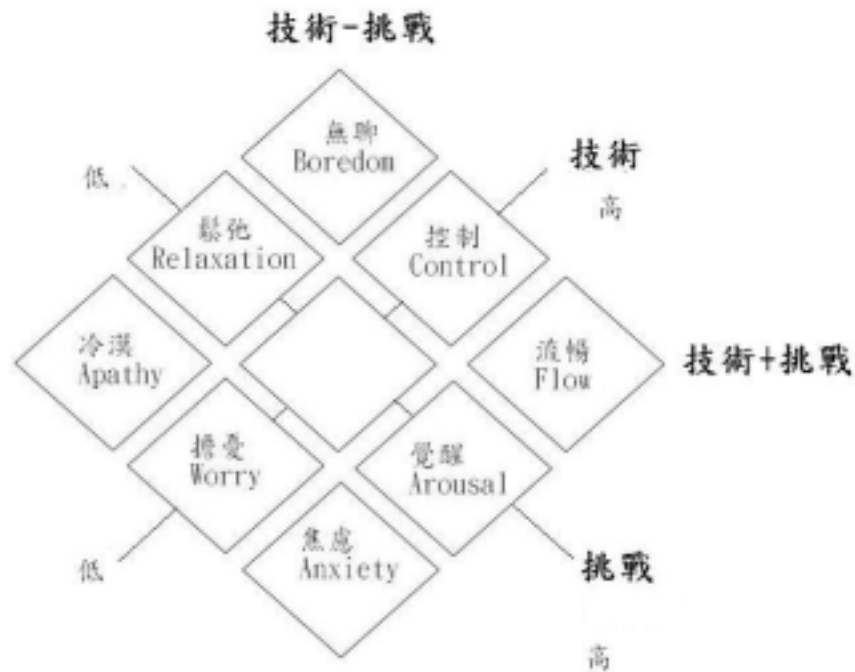 技術-挑戰
無聊
Boredom
低
技術
高
鬆弛
Relaxation
控制
Control
冷漠
Apathy
流暢
Flow
技術+挑戰
擔憂
Worry
覺醒
Arousal
低
焦慮
Anxiety
挑戰
高